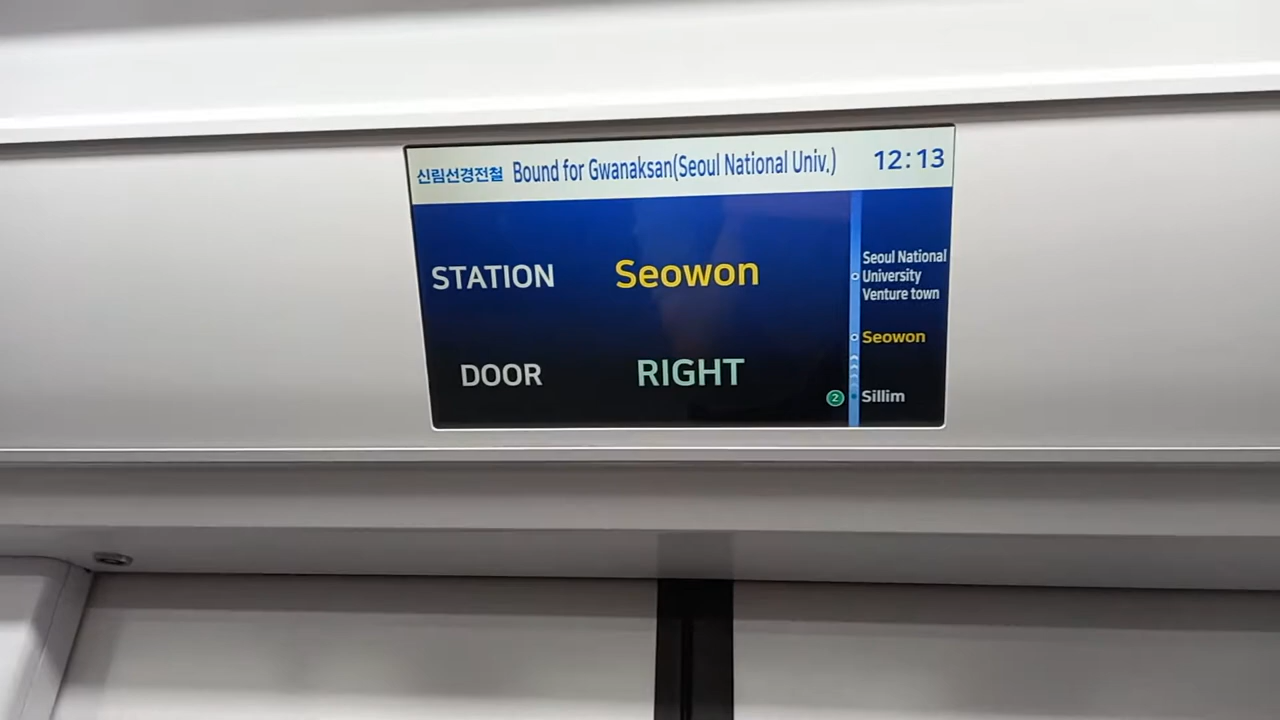 신림선경전철 Bound for Gwanaksan(Seoul National Univ.) 12:13
STATION Seowon
DOOR RIGHT
Seoul National
University
Venture town
Seowon
2 Sillim